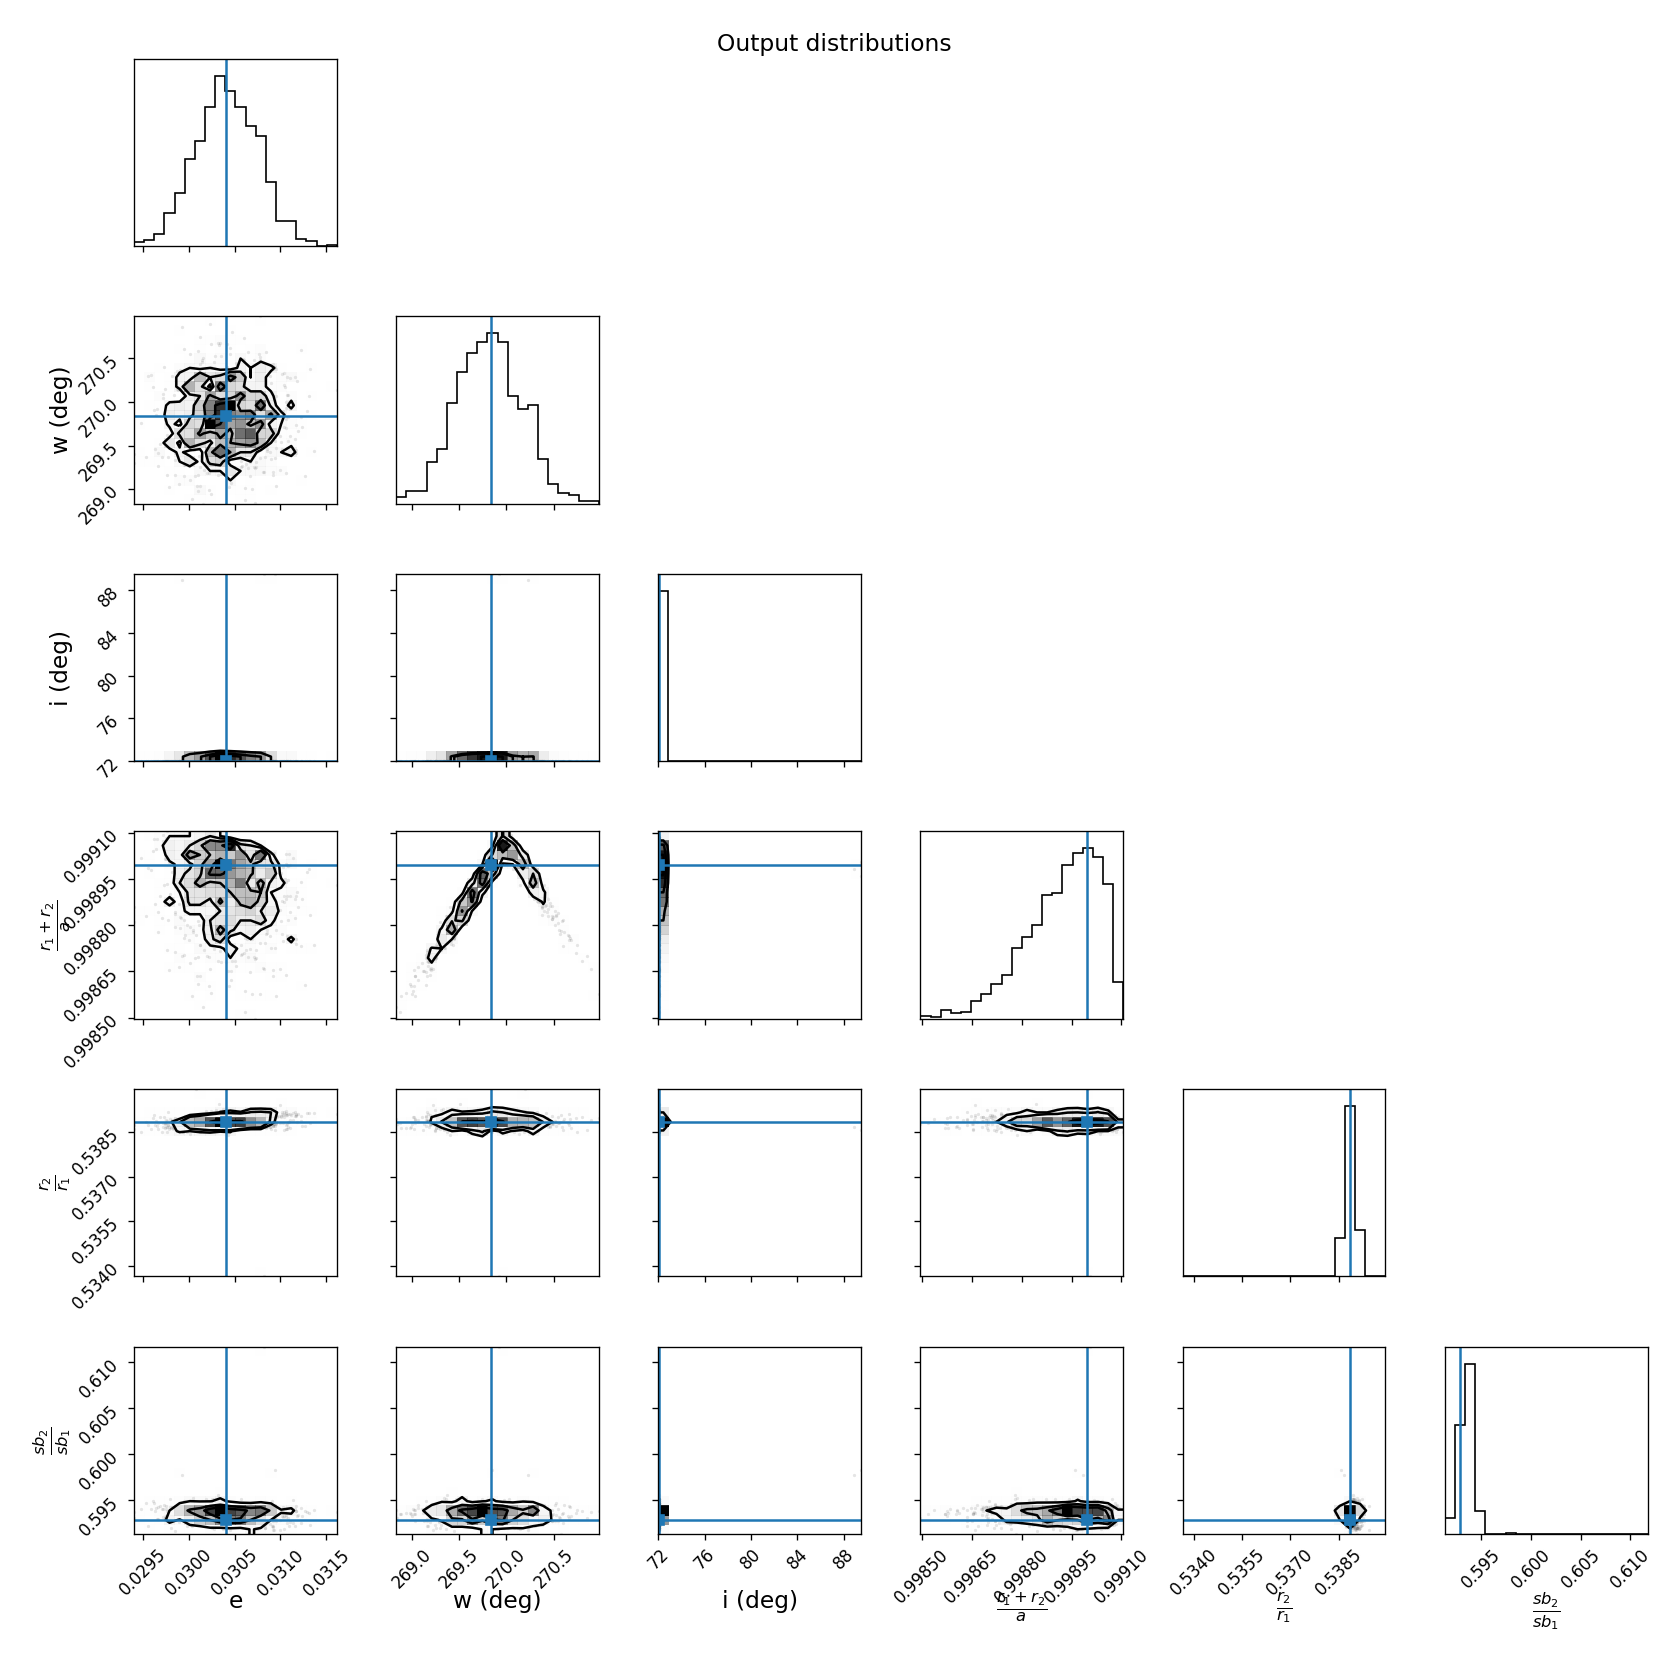 Output distributions
w (deg)
270.5
270.0
269.5
269.0
i (deg)
88
84
80
76
72
r₁ + r₂
a
0.99910
0.99895
0.99880
0.99865
0.99850
r₂
r₁
0.5385
0.5370
0.5355
0.5340
sb₂
sb₁
0.610
0.605
0.600
0.595
0.0295 0.0300 0.0305 0.0310 0.0315
269.0 269.5 270.0 270.5
72 76 80 84 88
0.99850 0.99865 0.99880 0.99895 0.99910
0.5340 0.5355 0.5370 0.5385
0.595 0.600 0.605 0.610
e
w (deg)
i (deg)
r₁ + r₂
a
r₂
r₁
sb₂
sb₁